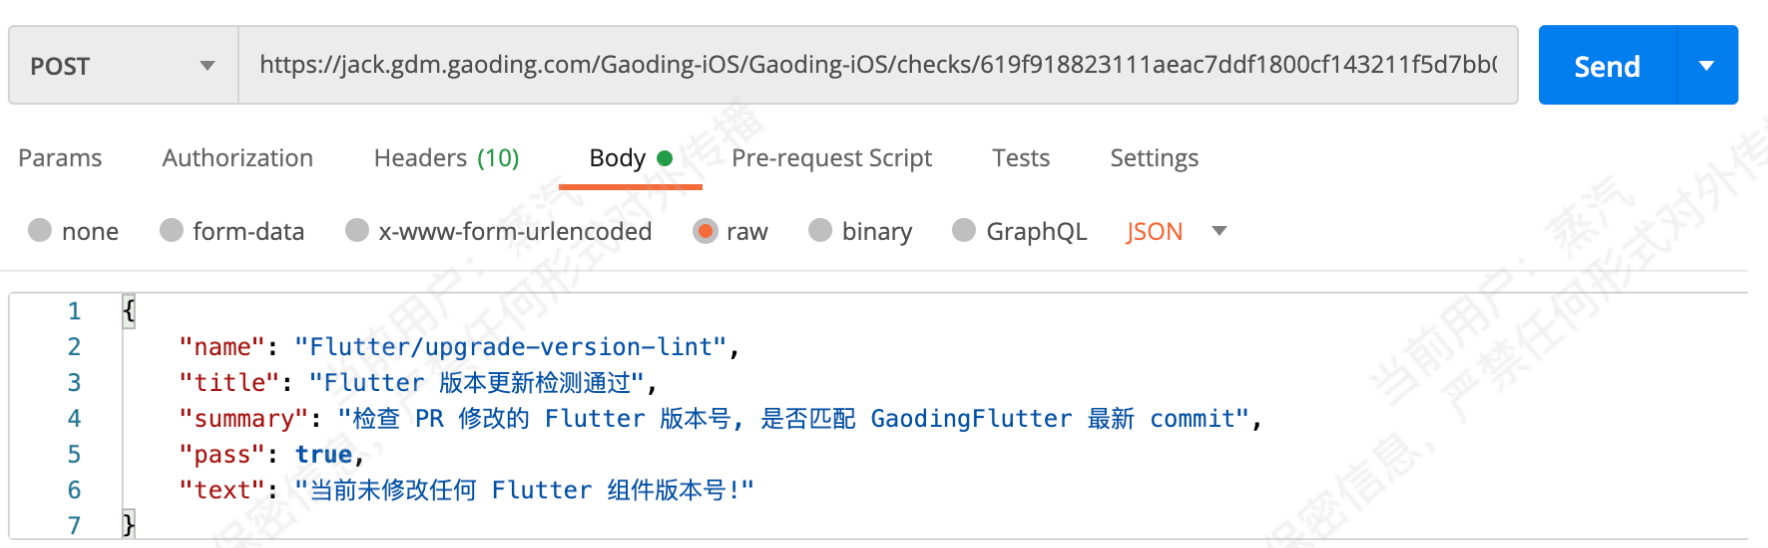 POST
https://jack.gdm.gaoding.com/Gaoding-iOS/Gaoding-iOS/checks/619f918823111aeac7ddf1800cf143211f5d7bb
Send
Params Authorization Headers (10) Body Pre-request Script Tests Settings
none form-data x-www-form-urlencoded raw binary GraphQL JSON
1 {
2 "name": "Flutter/upgrade-version-lint",
3 "title": "Flutter 版本更新检测通过",
4 "summary": "检查 PR 修改的 Flutter 版本号, 是否匹配 GaodingFlutter 最新 commit",
5 "pass": true,
6 "text": "当前未修改任何 Flutter 组件版本号!"
7 }
当前用户：蒸汽
严禁任何形式对外传播
保密信息，
当前用户：蒸汽
严禁任何形式对外传
保密信息，